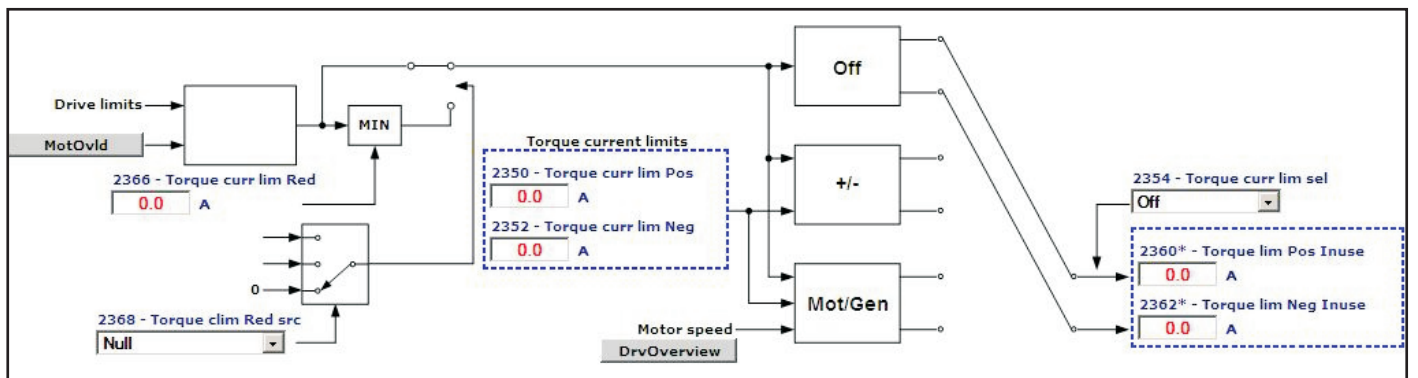 Drive limits
MotOvld
MIN
2366 - Torque curr lim Red
0.0 A
0
2368 - Torque clim Red src
Null
Torque current limits
2350 - Torque curr lim Pos
0.0 A
2352 - Torque curr lim Neg
0.0 A
Motor speed
DrvOverview
Off
+/-
Mot/Gen
2354 - Torque curr lim sel
Off
2360* - Torque lim Pos Inuse
0.0 A
2362* - Torque lim Neg Inuse
0.0 A